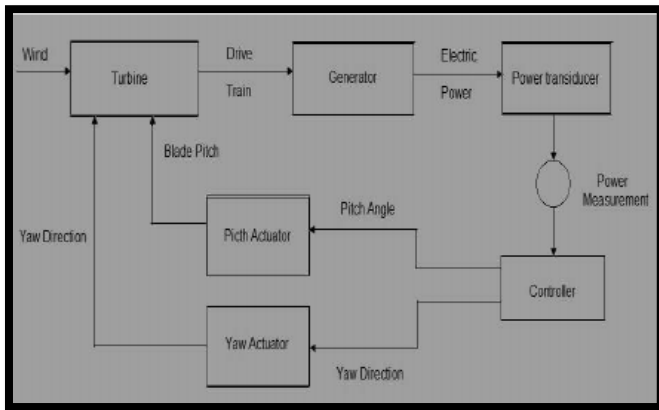 Wind
Turbine
Drive
Train
Generator
Electric
Power
Power transiducer
Blade Pitch
Power
Measurement
Pitch Angle
Yaw Direction
Picth Actuator
Controller
Yaw Actuator
Yaw Direction